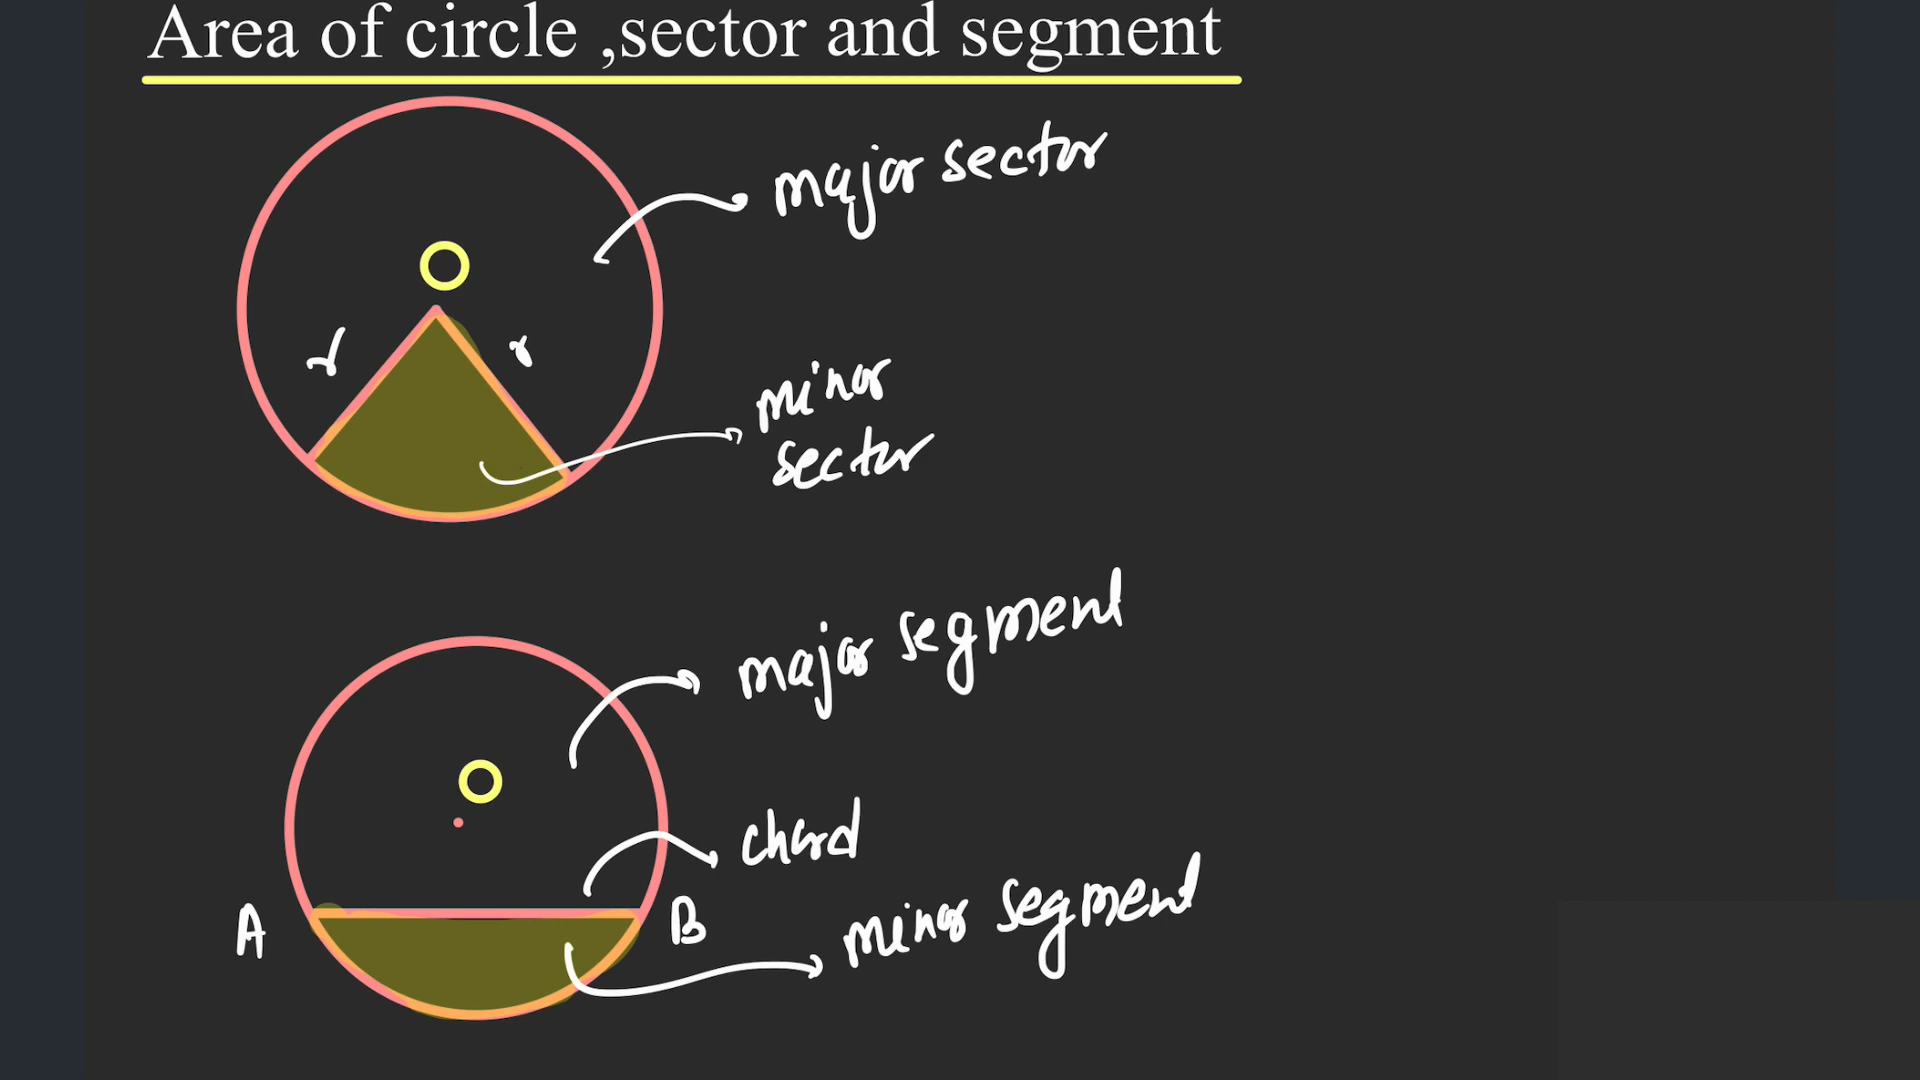 Area of circle ,sector and segment
major sector
O
r
r
minor
sector
major segment
O
chord
A
B
minor segment